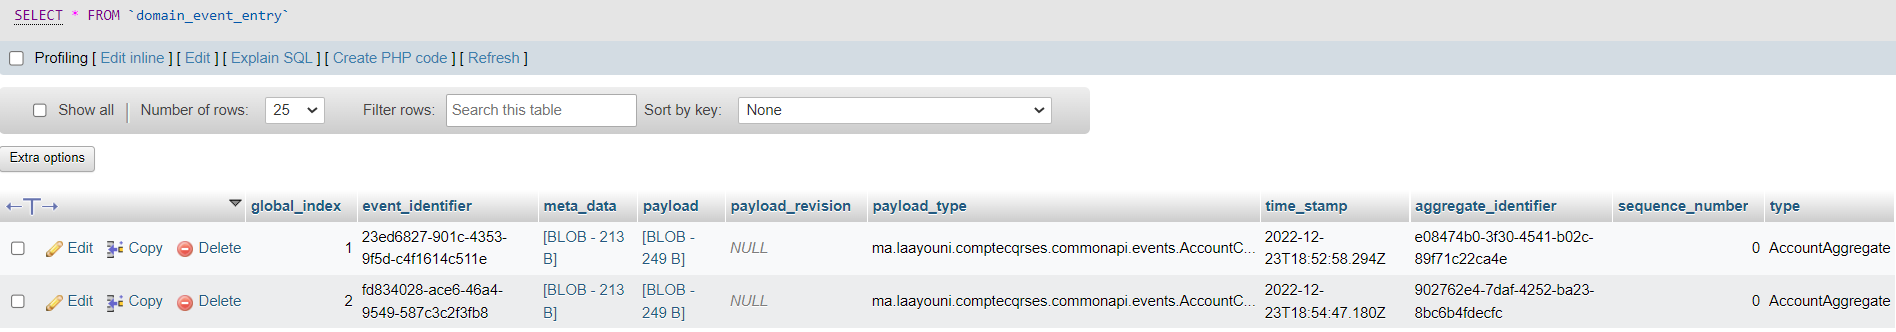 SELECT * FROM `domain_event_entry`
Profiling [ Edit inline ] [ Edit ] [ Explain SQL ] [ Create PHP code ] [ Refresh ]
Show all Number of rows: 25 Filter rows: Search this table Sort by key: None
Extra options
global_index event_identifier meta_data payload payload_revision payload_type time_stamp aggregate_identifier sequence_number type
Edit Copy Delete 1 23ed6827-901c-4353- [BLOB - 213 [BLOB - NULL ma.laayouni.comptecqrses.commonapi.events.AccountC... 2022-12- e08474b0-3f30-4541-b02c- 0 AccountAggregate
9f5d-c4f1614c511e B] 249 B] 23T18:52:58.294Z 89f71c22ca4e
Edit Copy Delete 2 fd834028-ace6-46a4- [BLOB - 213 [BLOB - NULL ma.laayouni.comptecqrses.commonapi.events.AccountC... 2022-12- 902762e4-7daf-4252-ba23- 0 AccountAggregate
9549-587c3c2f3fb8 B] 249 B] 23T18:54:47.180Z 8bc6b4fdecfc